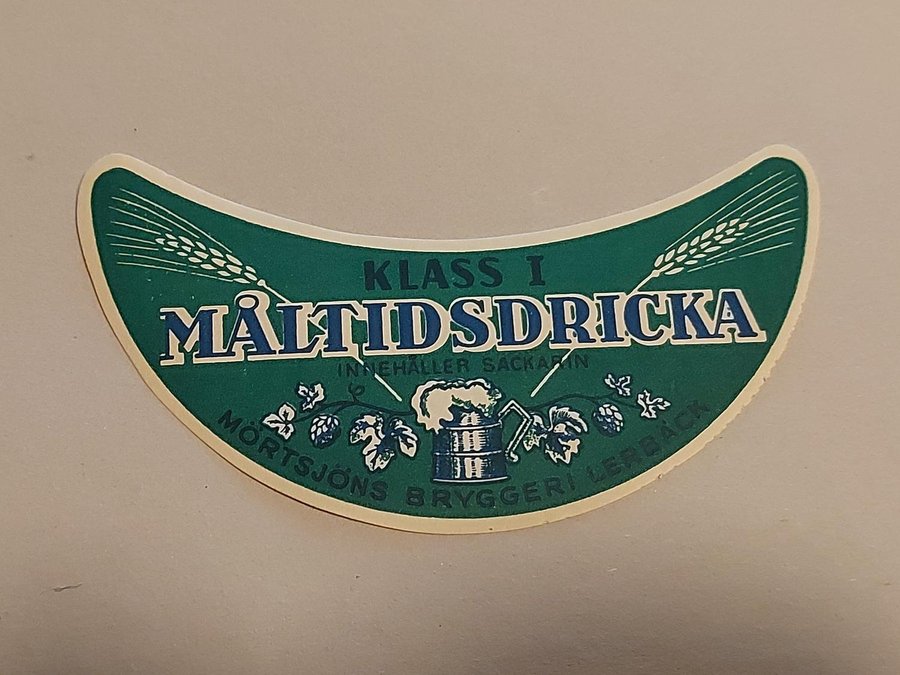 KLASS I
MÅLTIDSDRICKA
INNEHÅLLER SACKARIN
MÖRTSJÖNS BRYGGERI LERBÄCK